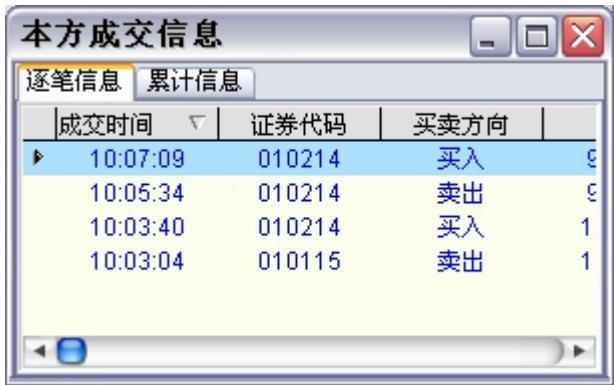 本方成交信息
逐笔信息 累计信息
成交时间 证券代码 买卖方向
10:07:09 010214 买入
10:05:34 010214 卖出
10:03:40 010214 买入 1
10:03:04 010115 卖出 1